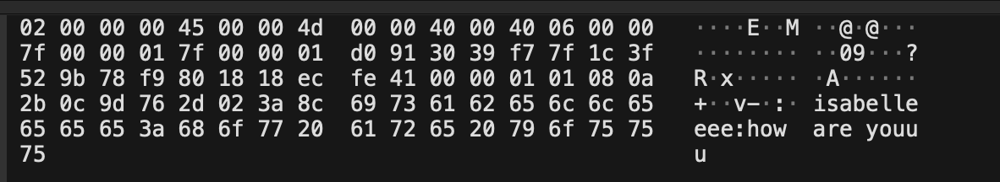 02 00 00 00 45 00 00 4d  00 00 40 00 40 06 00 00  ····E··M ··@·@···
7f 00 00 01 7f 00 00 01  d0 91 30 39 f7 7f 1c 3f  ········ ··09···?
52 9b 78 f9 80 18 18 ec  fe 41 00 00 01 01 08 0a  R·x····· ·A······
2b 0c 9d 76 2d 02 3a 8c  69 73 61 62 65 6c 6c 65  +··v-·:· isabelle
65 65 65 3a 68 6f 77 20  61 72 65 20 79 6f 75 75  eee:how  are youu
75  u